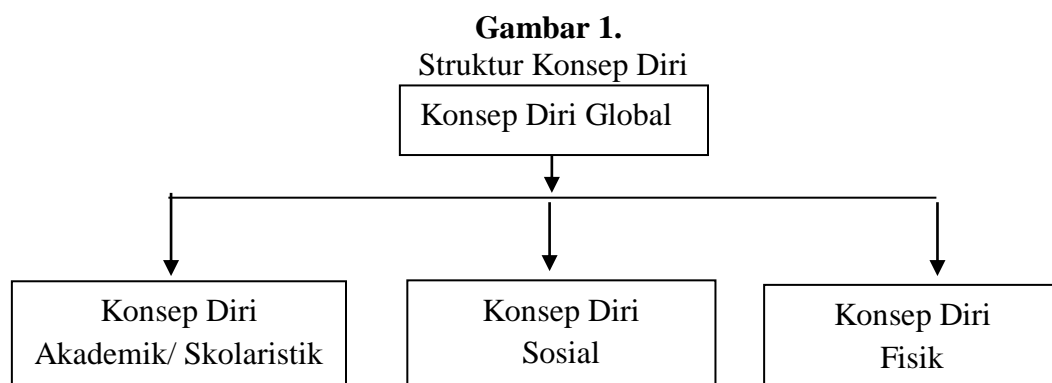 Gambar 1.
Struktur Konsep Diri
Konsep Diri Global
Konsep Diri
Akademik/ Skolaristik
Konsep Diri
Sosial
Konsep Diri
Fisik